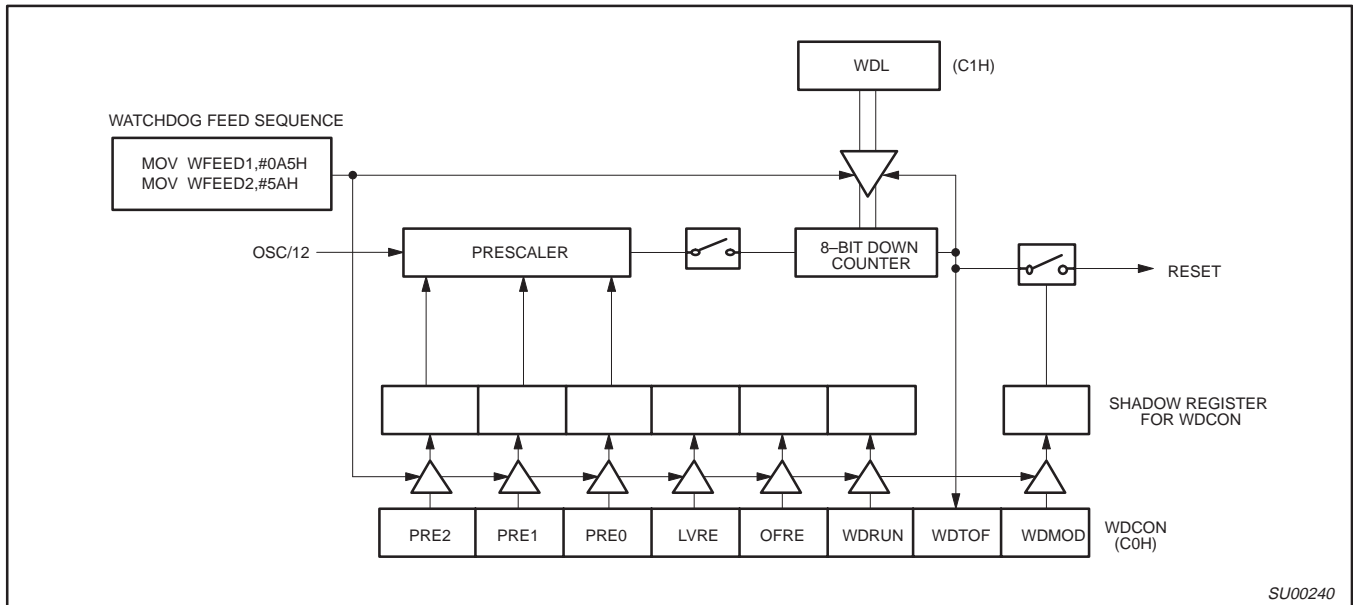 WDL
(C1H)
WATCHDOG FEED SEQUENCE
MOV WFEED1,#0A5H
MOV WFEED2,#5AH
OSC/12
PRESCALER
8–BIT DOWN
COUNTER
RESET
SHADOW REGISTER
FOR WDCON
PRE2
PRE1
PRE0
LVRE
OFRE
WDRUN
WDTOF
WDMOD
WDCON
(C0H)
SU00240